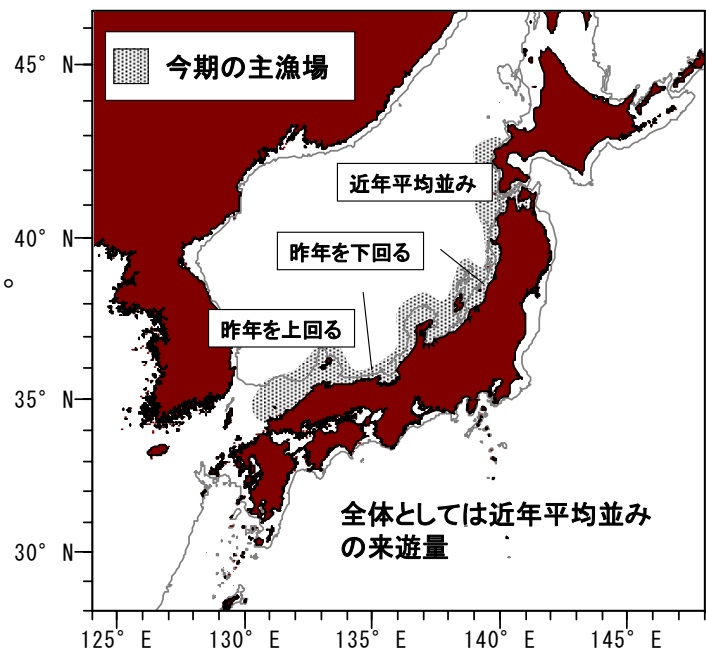 今期の主漁場
45° N
近年平均並み
40° N
昨年を下回る
°
昨年を上回る
35° N
全体としては近年平均並み
の来遊量
30° N
125° E 130° E 135° E 140° E 145° E